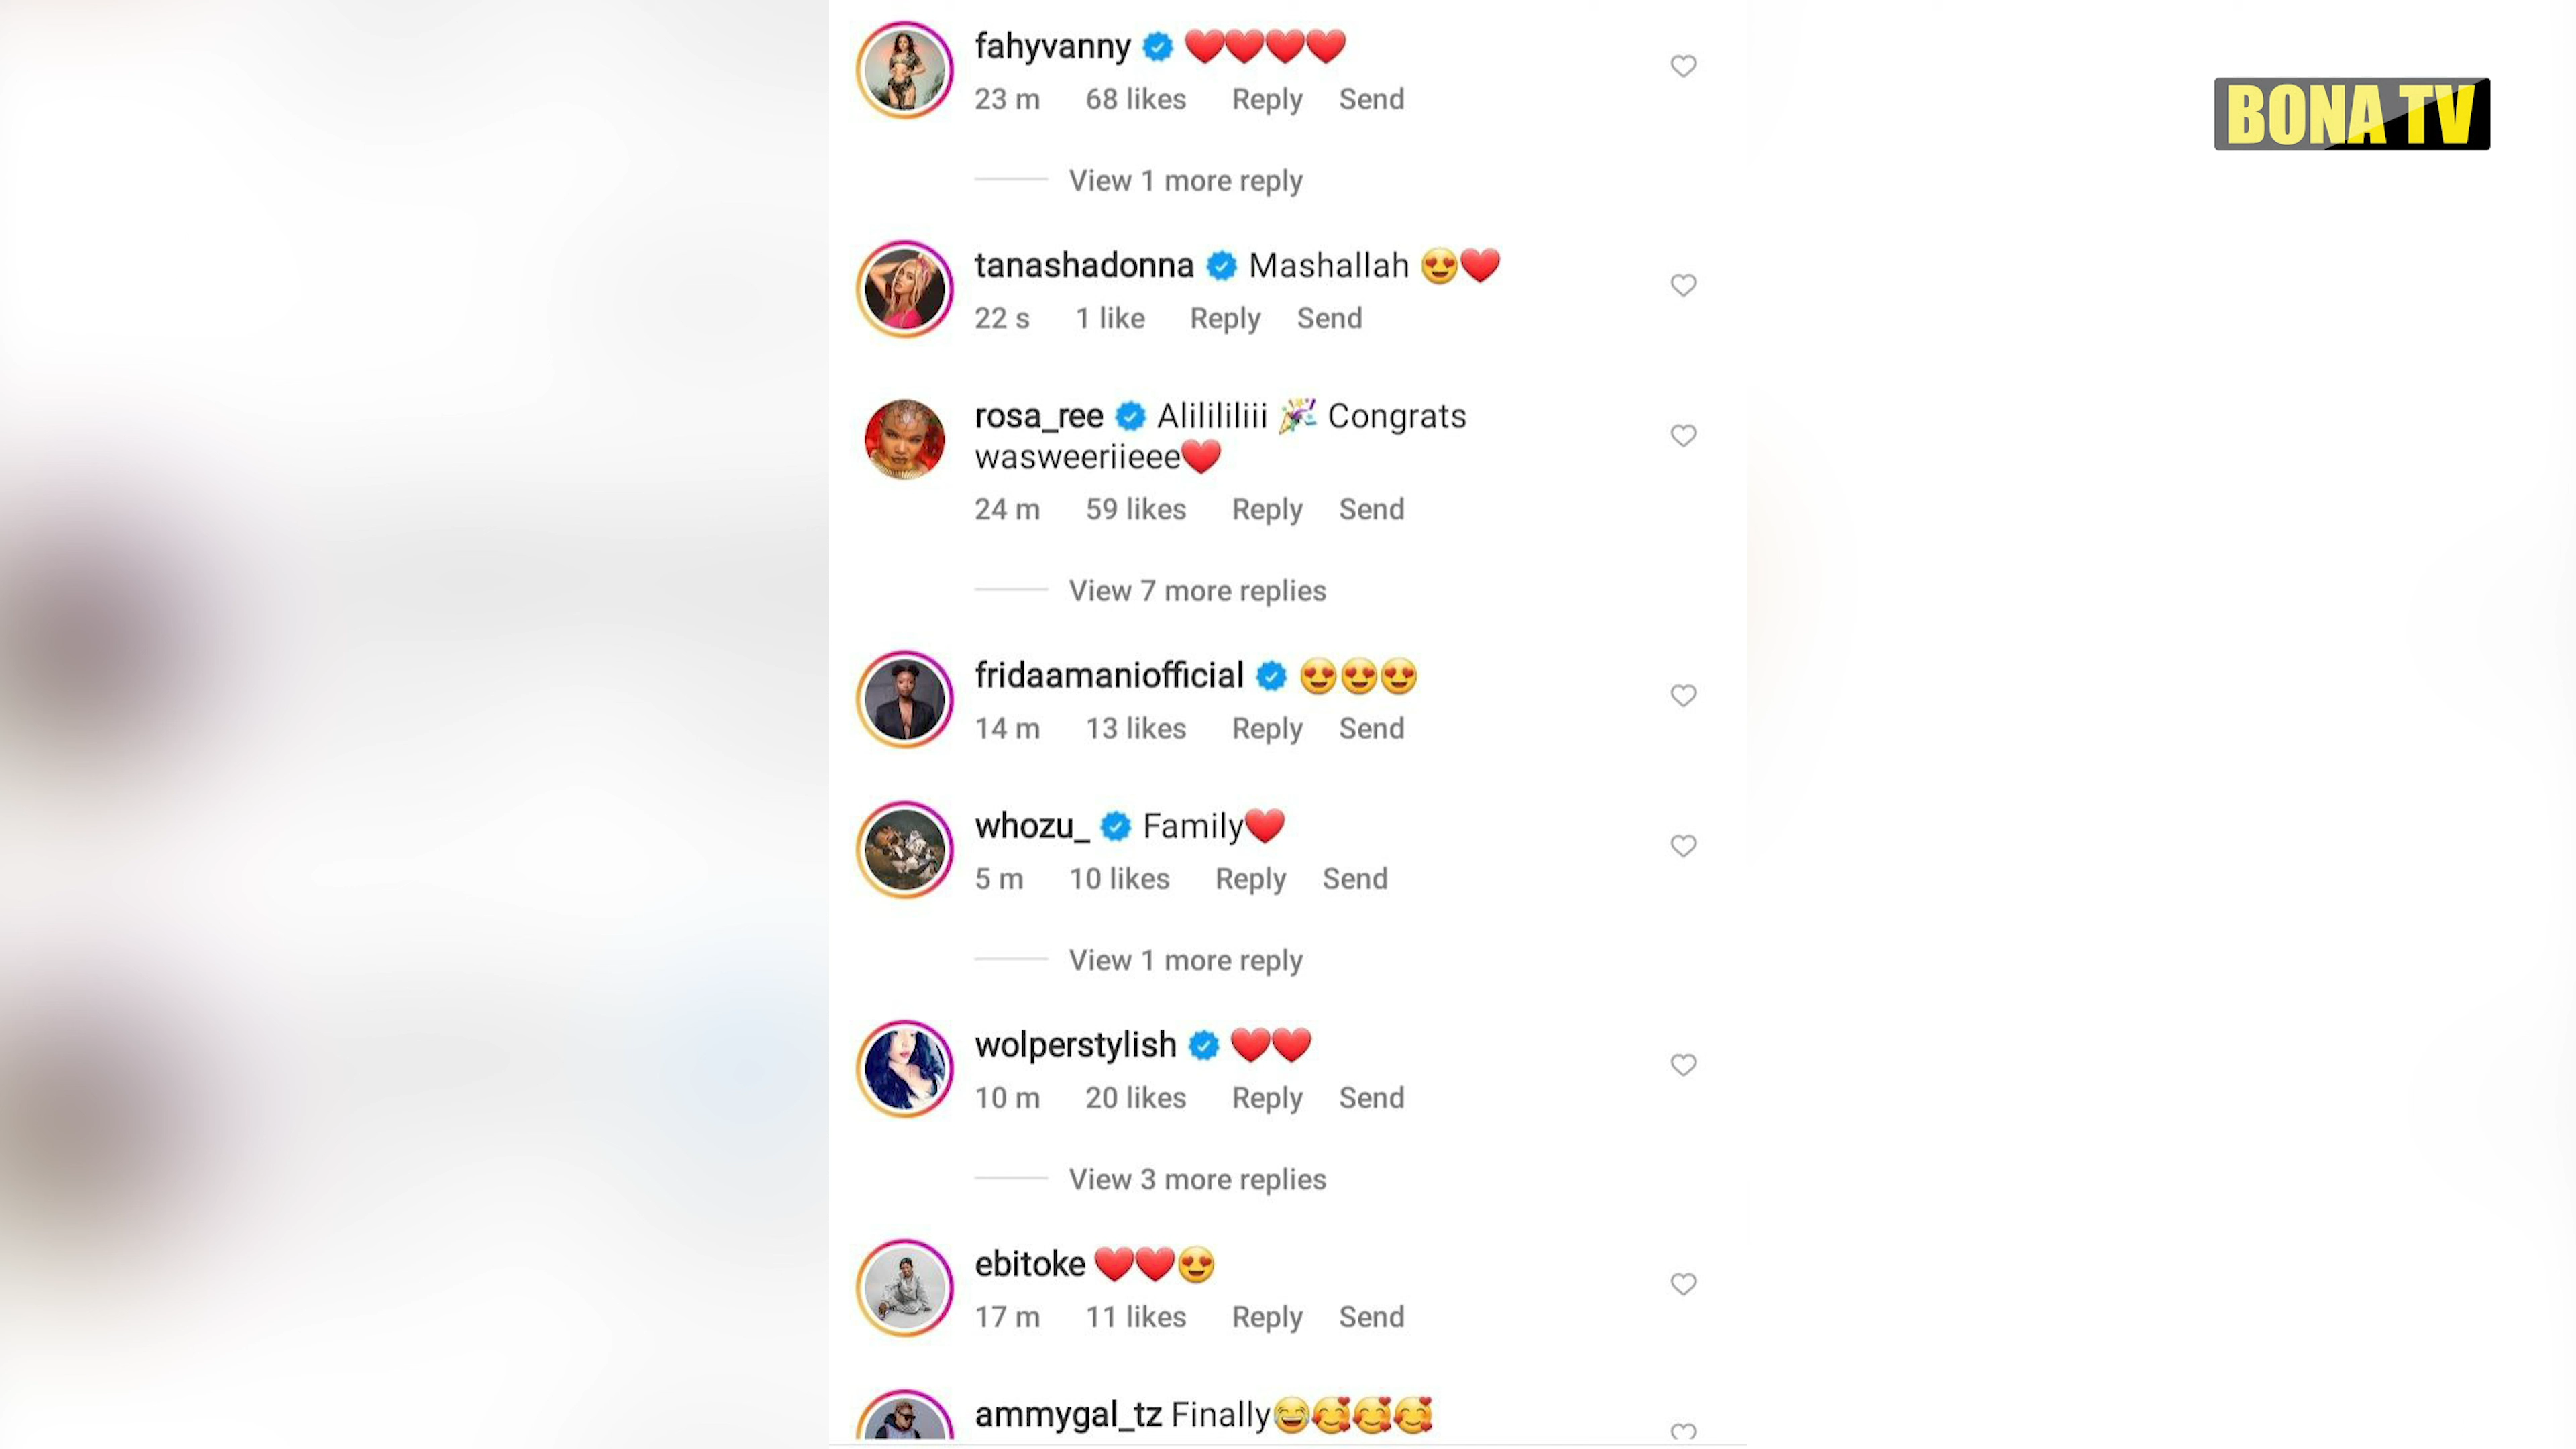 fahyvanny ❤️❤️❤️❤️
23 m 68 likes Reply Send
View 1 more reply
BONA TV
tanashadonna Mashallah 😍❤️
22 s 1 like Reply Send
rosa_ree Alilililiii 🎉 Congrats
wasweeriieee❤️
24 m 59 likes Reply Send
View 7 more replies
fridaamaniofficial 😍😍😍
14 m 13 likes Reply Send
whozu_ Family❤️
5 m 10 likes Reply Send
View 1 more reply
wolperstylish ❤️❤️
10 m 20 likes Reply Send
View 3 more replies
ebitoke ❤️❤️😍
17 m 11 likes Reply Send
ammygal_tz Finally😂🥰🥰🥰